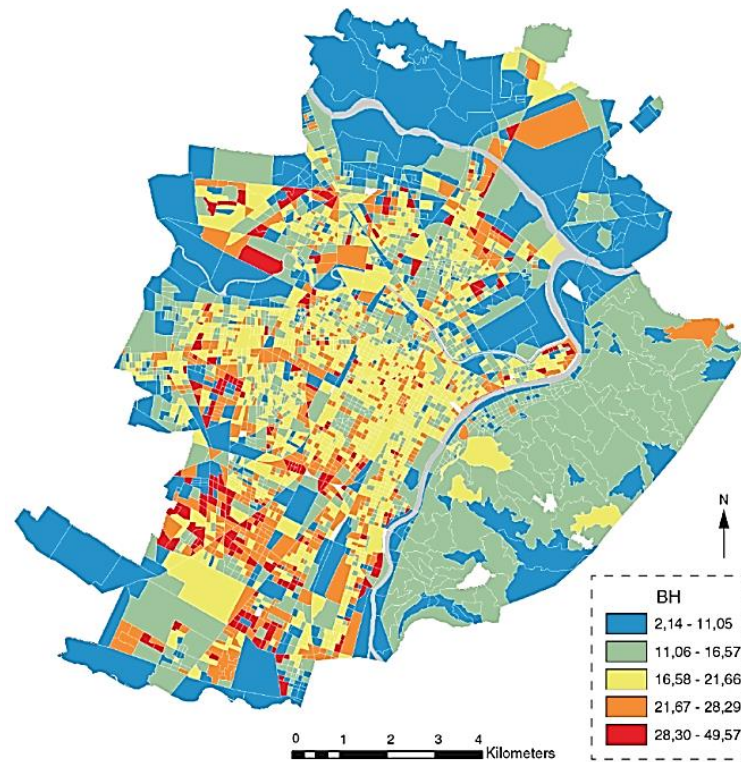 N
BH
2,14 - 11,05
11,06 - 16,57
16,58 - 21,66
21,67 - 28,29
28,30 - 49,57
0 1 2 3 4
Kilometers